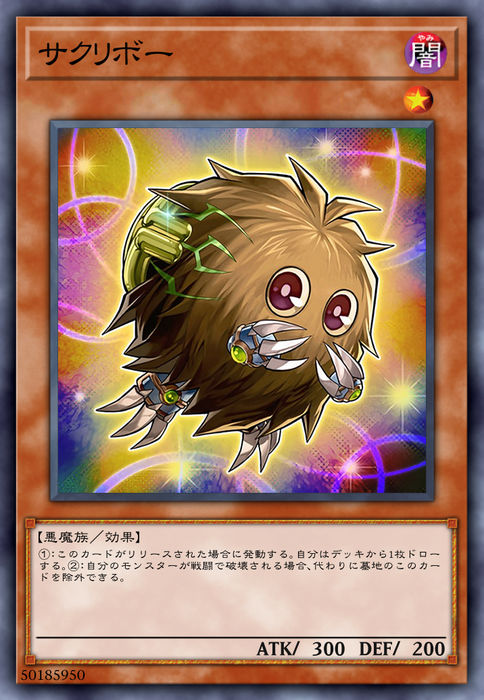 サクリボー
やみ
闇
【悪魔族／効果】
①:このカードがリリースされた場合に発動する。自分はデッキから1枚ドロー
する。②:自分のモンスターが戦闘で破壊される場合、代わりに墓地のこのカー
ドを除外できる。
ATK/ 300 DEF/ 200
50185950